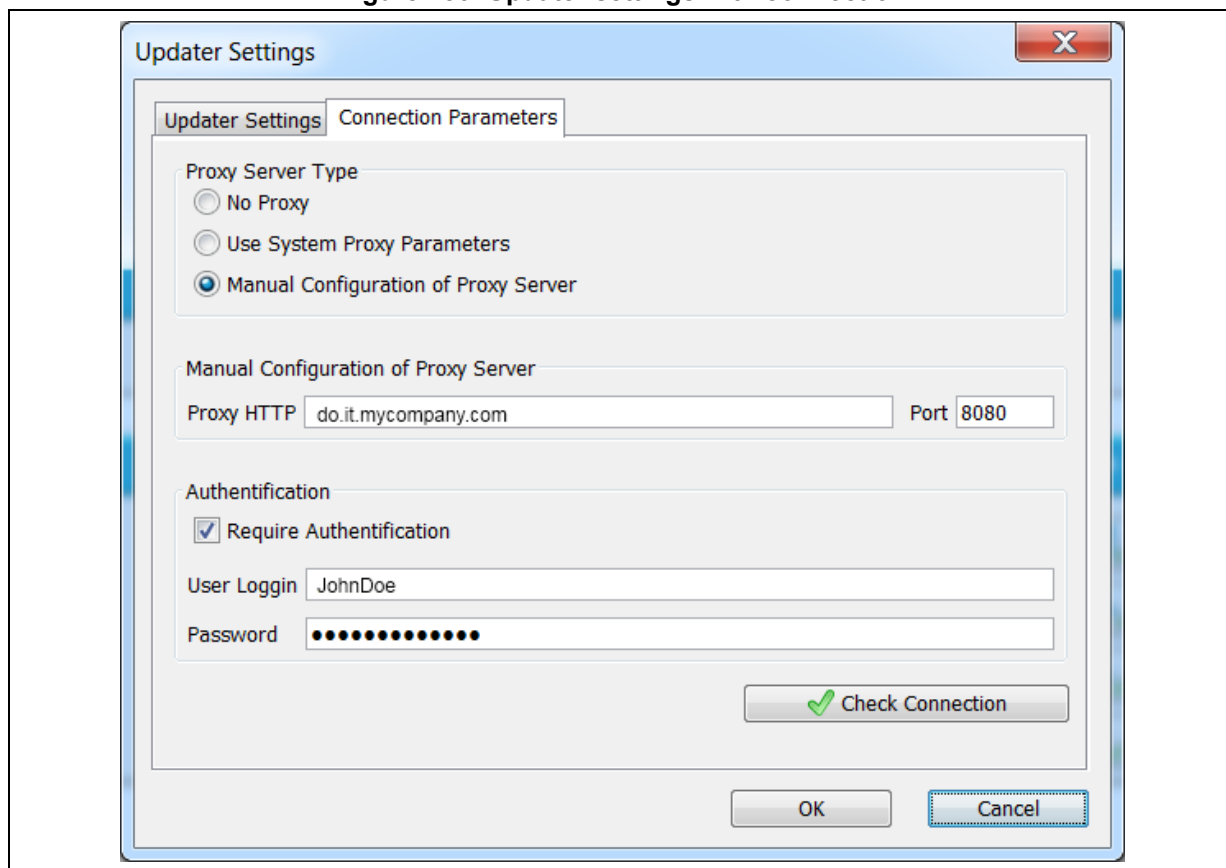 Updater Settings
Updater Settings Connection Parameters
Proxy Server Type
No Proxy
Use System Proxy Parameters
Manual Configuration of Proxy Server
Manual Configuration of Proxy Server
Proxy HTTP do.it.mycompany.com Port 8080
Authentification
Require Authentification
User Loggin JohnDoe
Password ●●●●●●●●●●●●●
Check Connection
OK Cancel